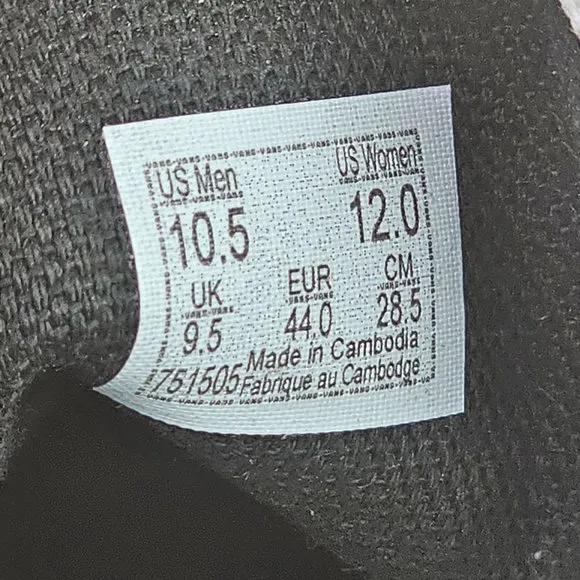 US Men US Women
10.5 12.0
UK EUR CM
9.5 44.0 28.5
751505 Made in Cambodia
Fabrique au Cambodge